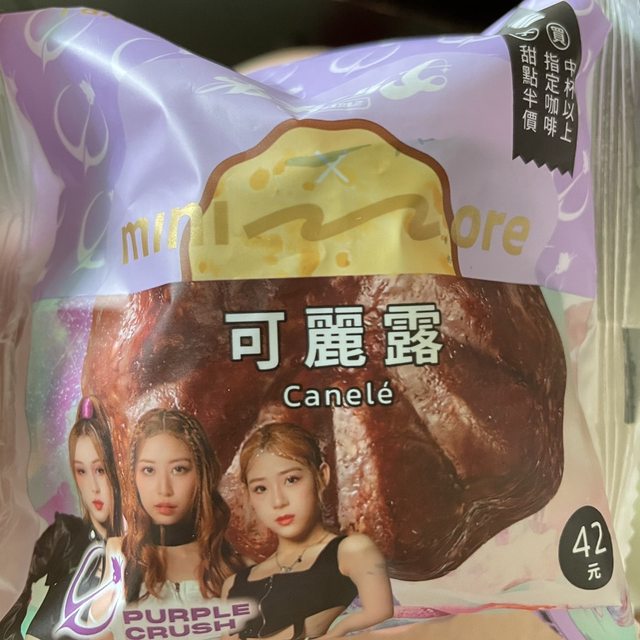 買
中杯以上
指定咖啡
甜點半價
×
mini
ore
可麗露
Canelé
PURPLE
CRUSH
42
元